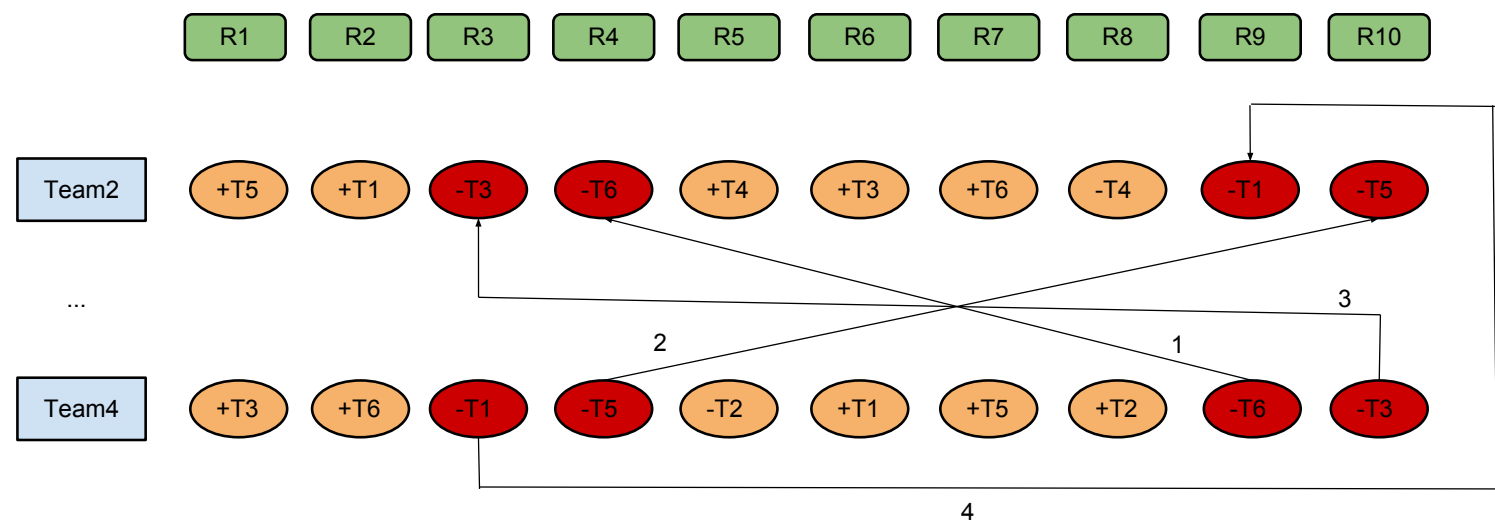 R1 R2 R3 R4 R5 R6 R7 R8 R9 R10
Team2 +T5 +T1 -T3 -T6 +T4 +T3 +T6 -T4 -T1 -T5
...
3
2 1
Team4 +T3 +T6 -T1 -T5 -T2 +T1 +T5 +T2 -T6 -T3
4